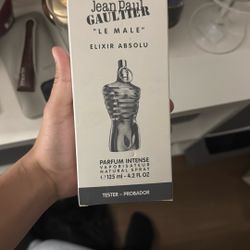 Jean Paul
GAULTIER
"LE MALE"
ELIXIR ABSOLU
PARFUM INTENSE
VAPORISATEUR
NATURAL SPRAY
125 ml - 4.2 fl.OZ
TESTER - PROBADOR